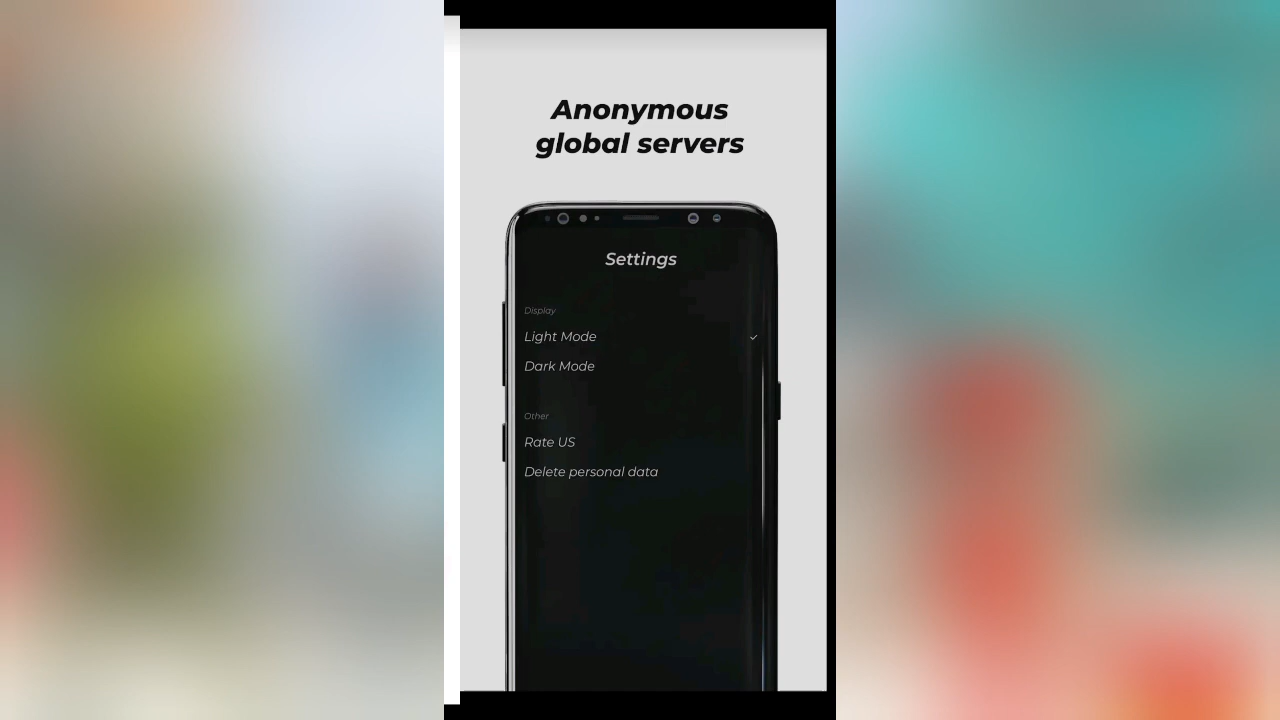 Anonymous
global servers
Settings
Display
Light Mode
Dark Mode
Other
Rate US
Delete personal data